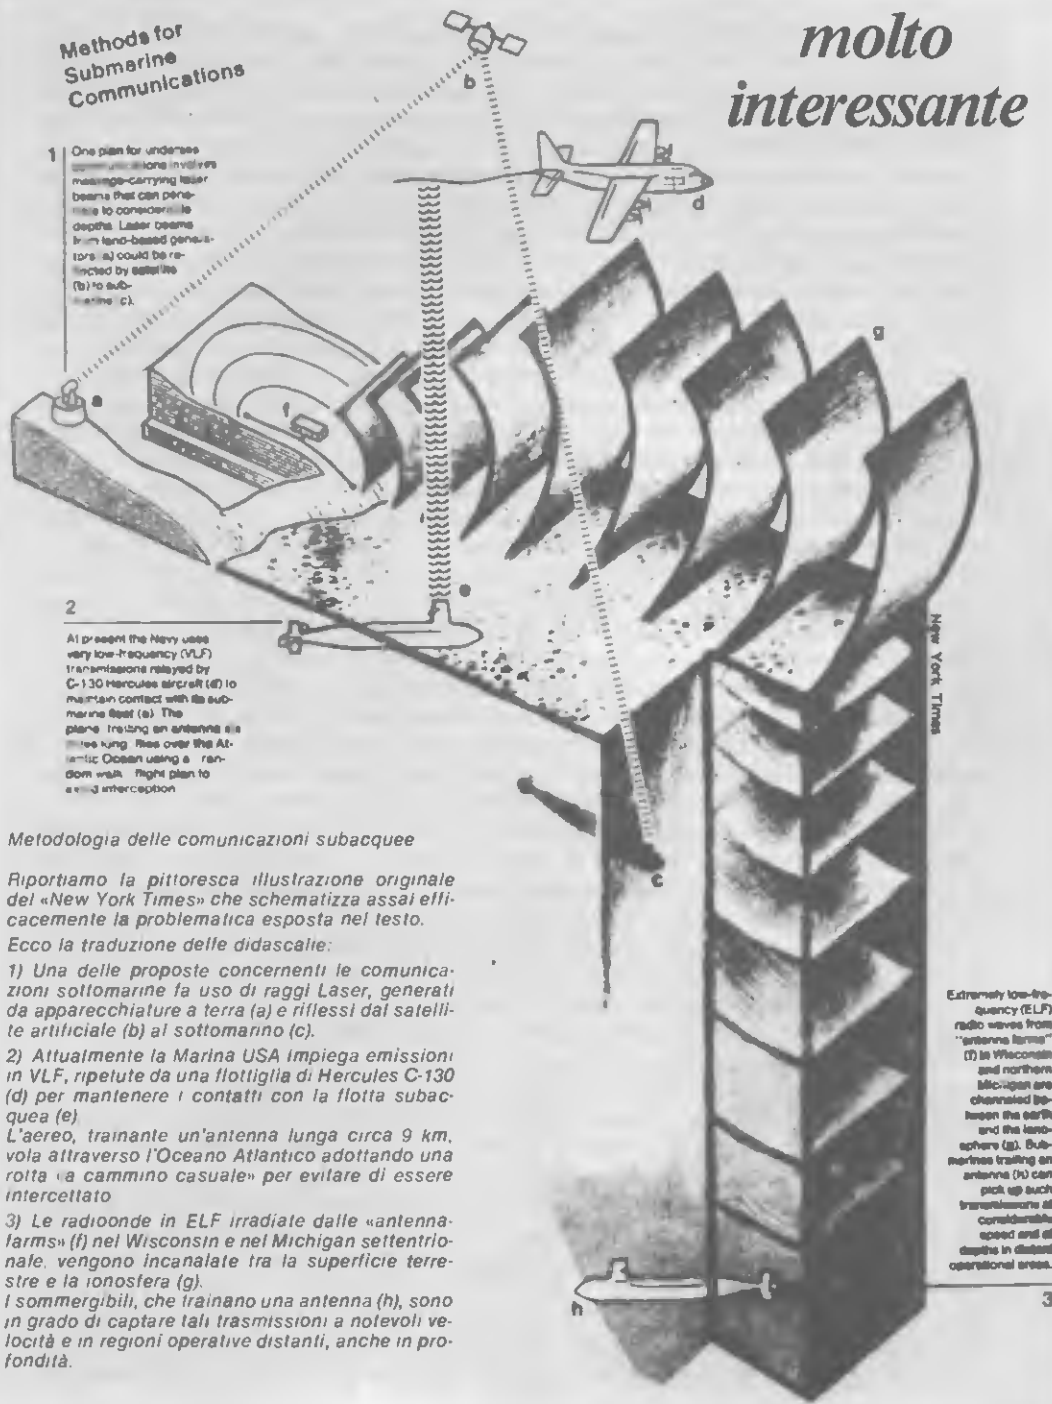 molto
interessante
Methods for
Submarine
Communications
1
One plan for undersea
communications involves
message-carrying laser
beams that can pene-
trate to considerable
depths. Laser beams
from land-based genera-
tors (a) could be re-
flected by satellite
(b) to sub-
marine (c).
b
d
g
a
f
e
2
At present the Navy uses
very low-frequency (VLF)
transmissions relayed by
C-130 Hercules aircraft (d) to
maintain contact with its sub-
marine fleet (e). The
plane, trailing an antenna six
miles long, flies over the At-
lantic Ocean using a ran-
dom walk flight plan to
avoid interception
New York Times
c
Metodologia delle comunicazioni subacquee
Riportiamo la pittoresca illustrazione originale
del «New York Times» che schematizza assai effi-
cacemente la problematica esposta nel testo.
Ecco la traduzione delle didascalie:
1) Una delle proposte concernenti le comunica-
zioni sottomarine fa uso di raggi Laser, generati
da apparecchiature a terra (a) e riflessi dal satelli-
te artificiale (b) al sottomarino (c).
2) Attualmente la Marina USA impiega emissioni
in VLF, ripetute da una flottiglia di Hercules C-130
(d) per mantenere i contatti con la flotta subac-
quea (e)
L'aereo, trainante un'antenna lunga circa 9 km,
vola attraverso l'Oceano Atlantico adottando una
rotta «a cammino casuale» per evitare di essere
intercettato
3) Le radioonde in ELF irradiate dalle «antenna-
farms» (f) nel Wisconsin e nel Michigan settentrio-
nale, vengono incanalate tra la superficie terre-
stre e la ionosfera (g).
I sommergibili, che trainano una antenna (h), sono
in grado di captare tali trasmissioni a notevoli ve-
locità e in regioni operative distanti, anche in pro-
fondità.
Extremely low-fre-
quency (ELF)
radio waves from
"antenna farms"
(f) in Wisconsin
and northern
Michigan are
channeled be-
tween the earth
and the iono-
sphere (g). Sub-
marines trailing an
antenna (h) can
pick up such
transmissions at
considerable
speed and at
depths in distant
operational areas.
3
h